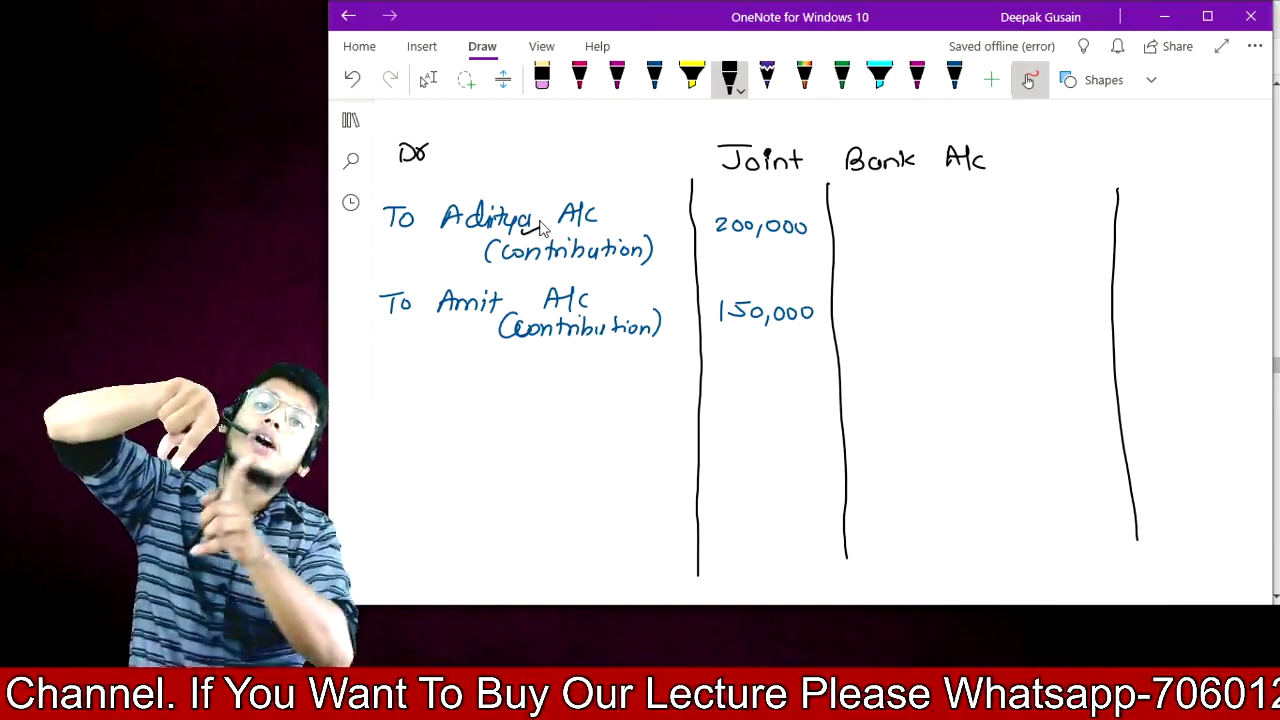 OneNote for Windows 10
Deepak Gusain
Home Insert Draw View Help
Saved offline (error)
Share
Shapes
Dr
Joint Bank A/c
To Aditya A/c 200,000
(contribution)
To Amit A/c 150,000
(contribution)
Channel. If You Want To Buy Our Lecture Please Whatsapp-706012